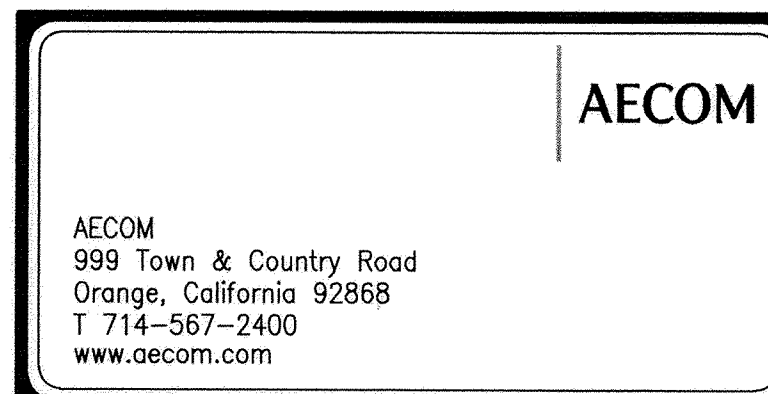 AECOM
AECOM
999 Town & Country Road
Orange, California 92868
T 714-567-2400
www.aecom.com